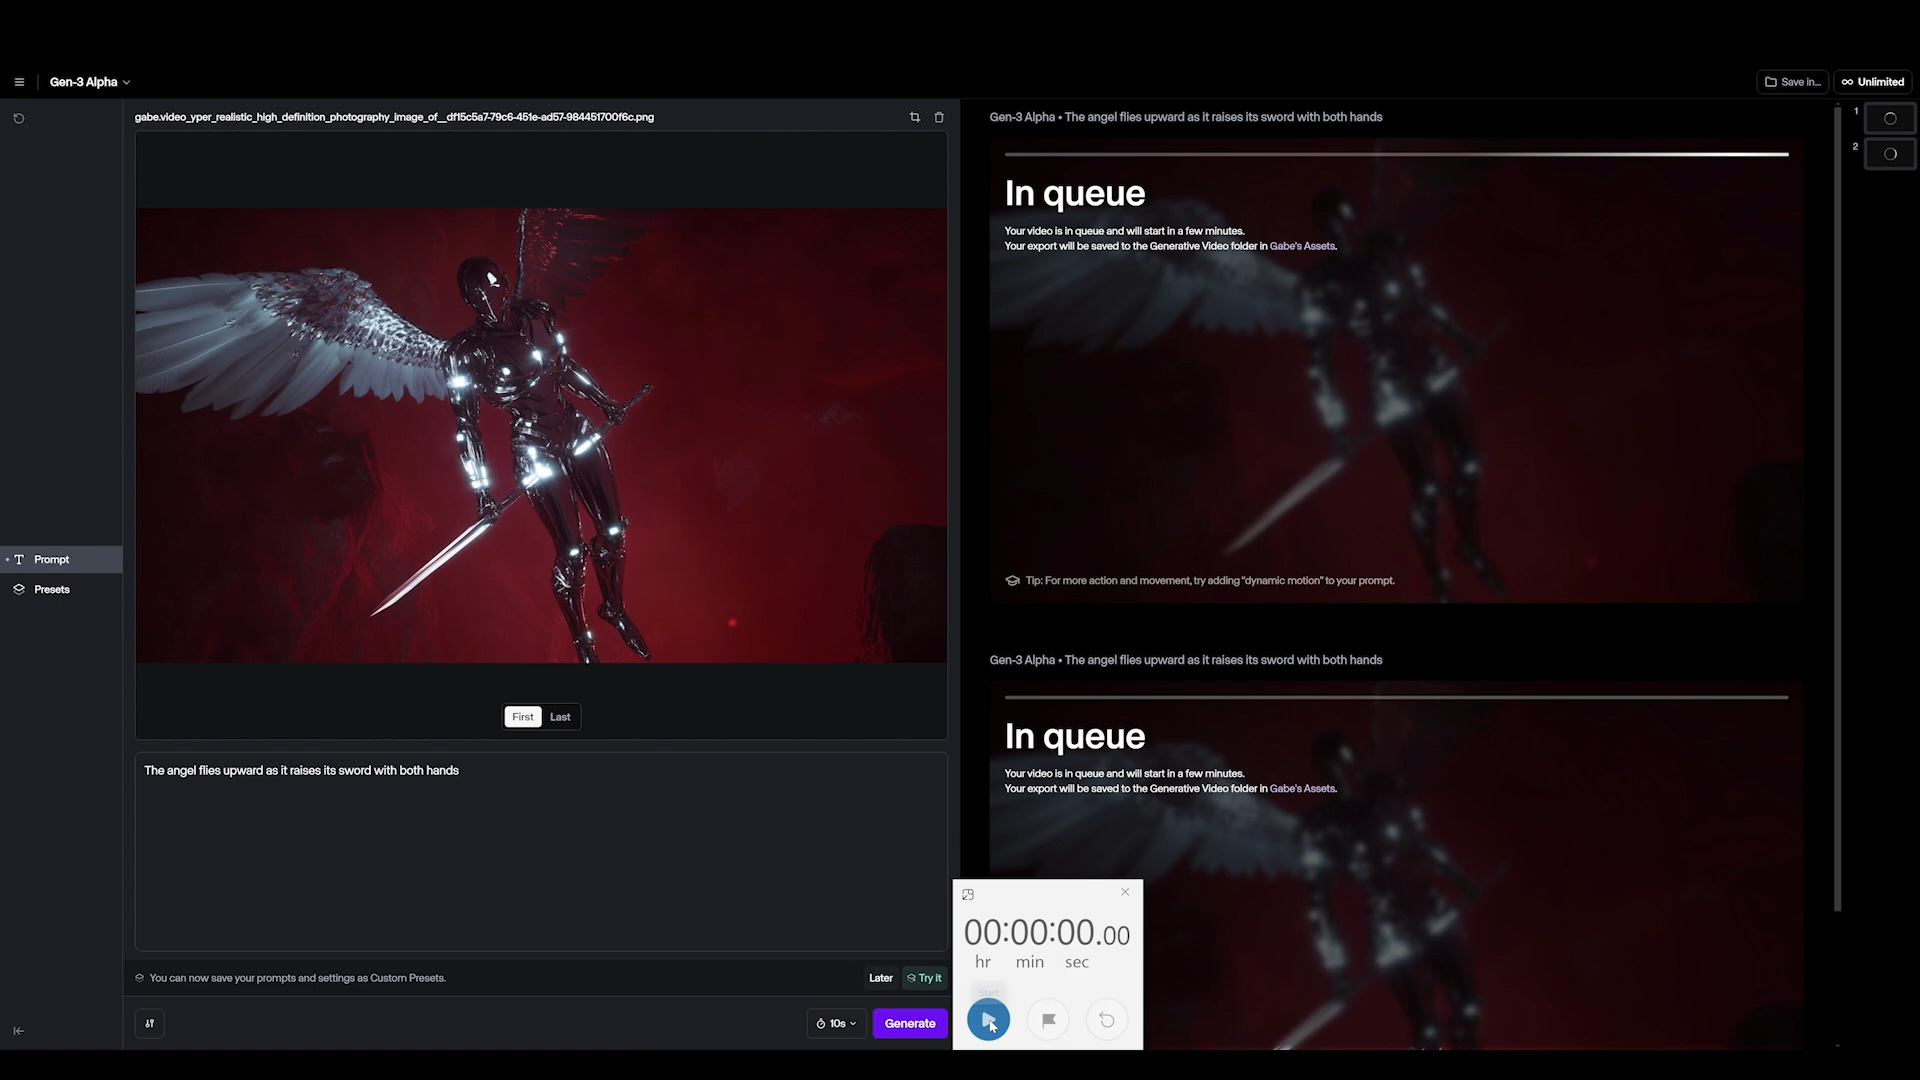 Gen-3 Alpha
Save in...
Unlimited
gabe.video_yper_realistic_high_definition_photography_image_of__df15c5a7-79c6-451e-ad57-984451700f6c.png
Prompt
Presets
First
Last
The angel flies upward as it raises its sword with both hands
You can now save your prompts and settings as Custom Presets.
Later
Try it
10s
Generate
Gen-3 Alpha • The angel flies upward as it raises its sword with both hands
In queue
Your video is in queue and will start in a few minutes.
Your export will be saved to the Generative Video folder in Gabe's Assets.
Tip: For more action and movement, try adding "dynamic motion" to your prompt.
Gen-3 Alpha • The angel flies upward as it raises its sword with both hands
In queue
Your video is in queue and will start in a few minutes.
Your export will be saved to the Generative Video folder in Gabe's Assets.
1
2
00:00:00.00
hr min sec
Start